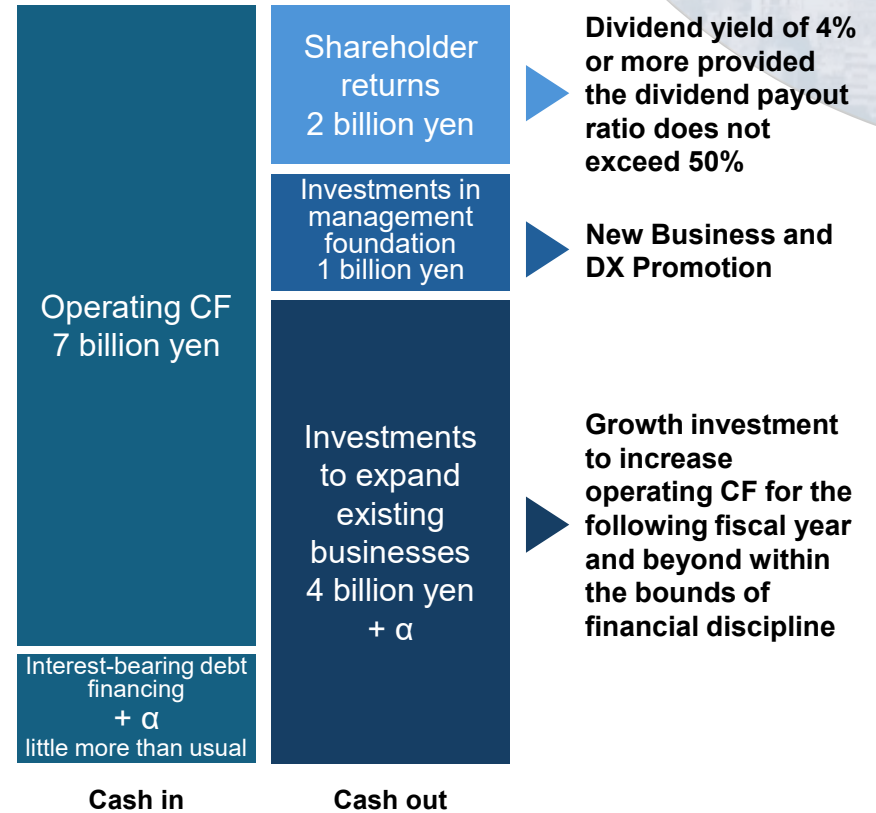 Operating CF
7 billion yen
Interest-bearing debt
financing
+ α
little more than usual
Cash in
Shareholder
returns
2 billion yen
Investments in
management
foundation
1 billion yen
Investments
to expand
existing
businesses
4 billion yen
+ α
Cash out
Dividend yield of 4%
or more provided
the dividend payout
ratio does not
exceed 50%
New Business and
DX Promotion
Growth investment
to increase
operating CF for the
following fiscal year
and beyond within
the bounds of
financial discipline